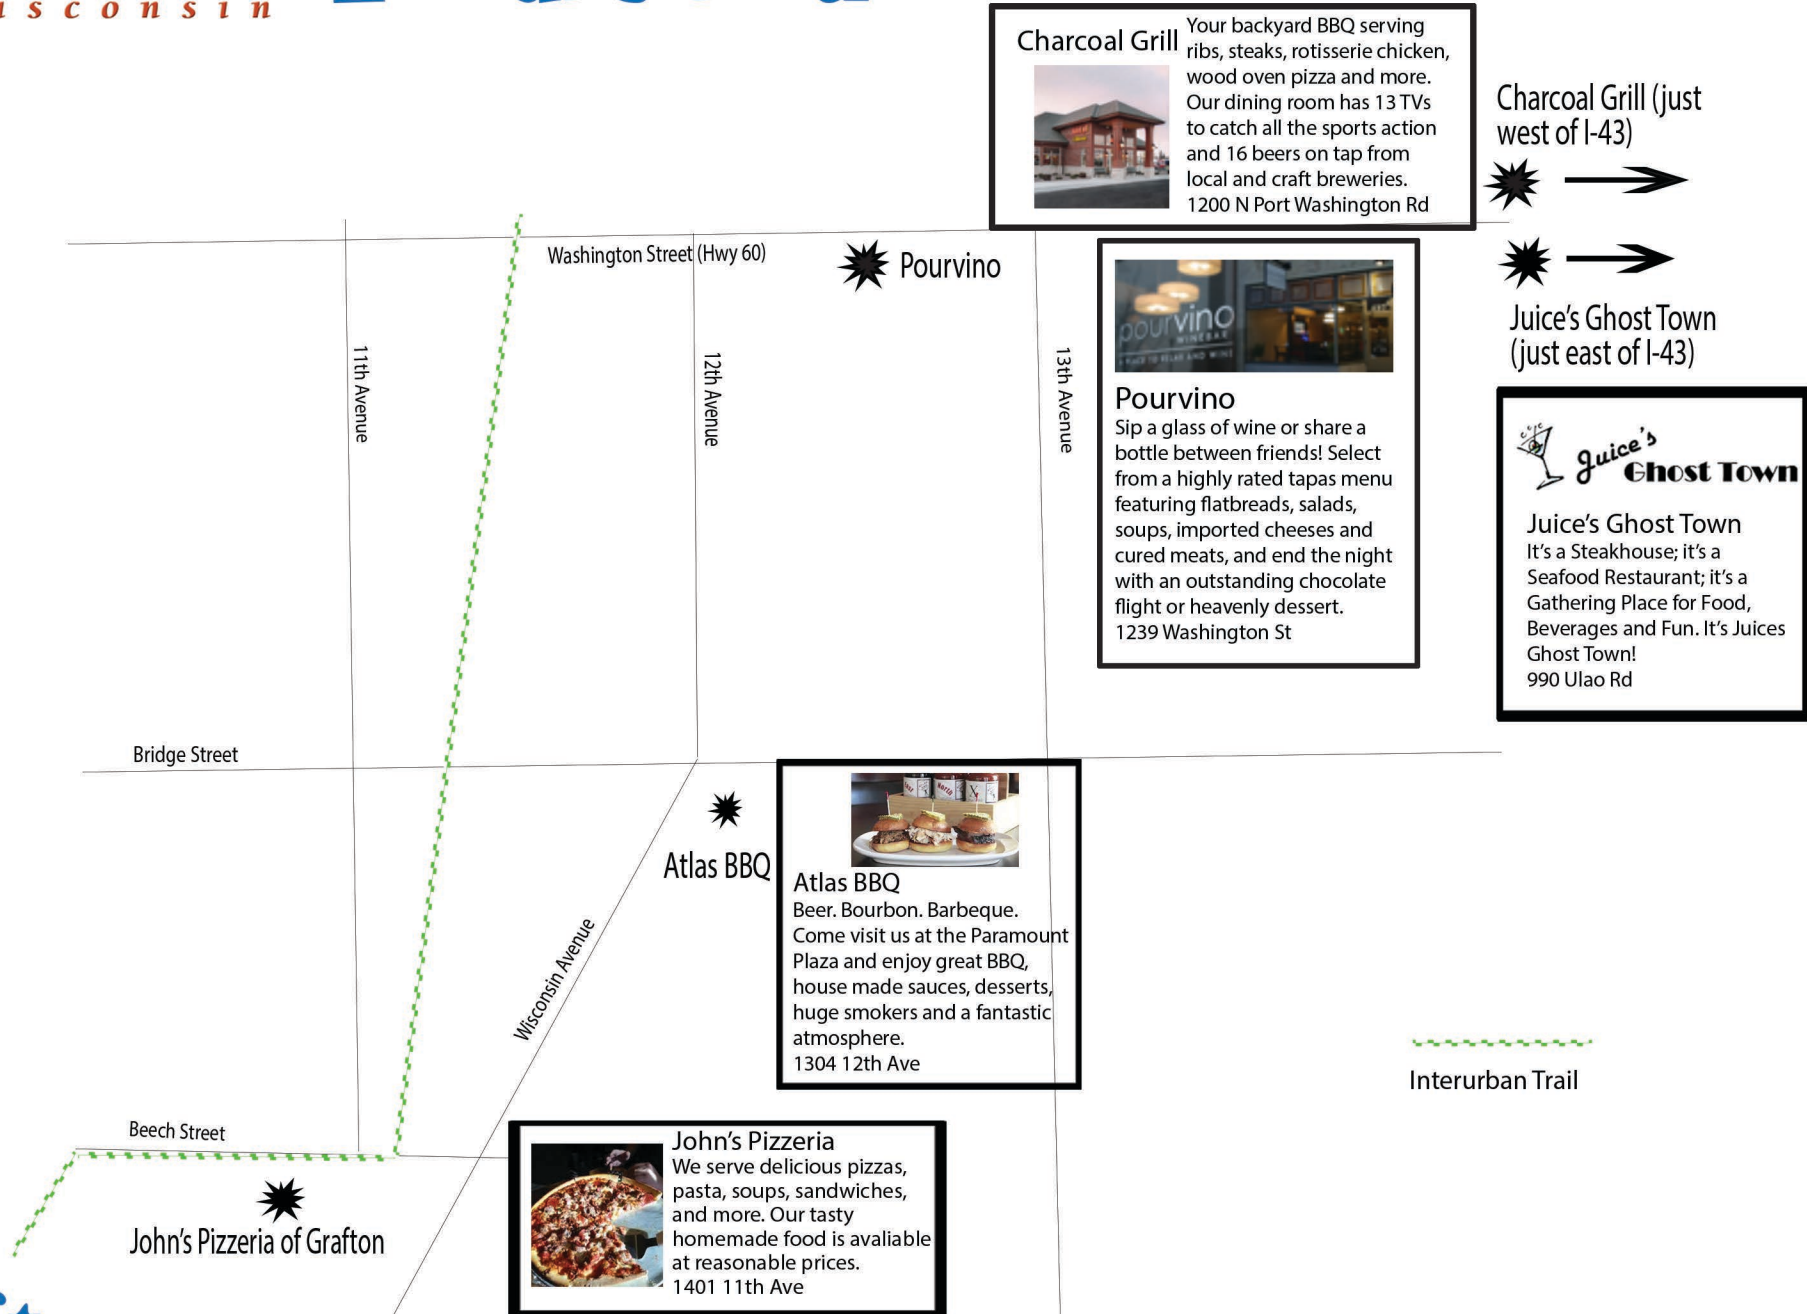 isconsin
Charcoal Grill
Your backyard BBQ serving
ribs, steaks, rotisserie chicken,
wood oven pizza and more.
Our dining room has 13 TVs
to catch all the sports action
and 16 beers on tap from
local and craft breweries.
1200 N Port Washington Rd
Charcoal Grill (just
west of I-43)
Washington Street (Hwy 60)
Pourvino
Juice's Ghost Town
(just east of I-43)
11th Avenue
12th Avenue
13th Avenue
pourvino
WINEBAR
A PLACE TO RELAX AND WINE
Pourvino
Sip a glass of wine or share a
bottle between friends! Select
from a highly rated tapas menu
featuring flatbreads, salads,
soups, imported cheeses and
cured meats, and end the night
with an outstanding chocolate
flight or heavenly dessert.
1239 Washington St
Juice's
Ghost Town
Juice's Ghost Town
It's a Steakhouse; it's a
Seafood Restaurant; it's a
Gathering Place for Food,
Beverages and Fun. It's Juices
Ghost Town!
990 Ulao Rd
Bridge Street
Atlas BBQ
Wisconsin Avenue
Atlas BBQ
Beer. Bourbon. Barbeque.
Come visit us at the Paramount
Plaza and enjoy great BBQ,
house made sauces, desserts,
huge smokers and a fantastic
atmosphere.
1304 12th Ave
Interurban Trail
Beech Street
John's Pizzeria of Grafton
John's Pizzeria
We serve delicious pizzas,
pasta, soups, sandwiches,
and more. Our tasty
homemade food is avaliable
at reasonable prices.
1401 11th Ave